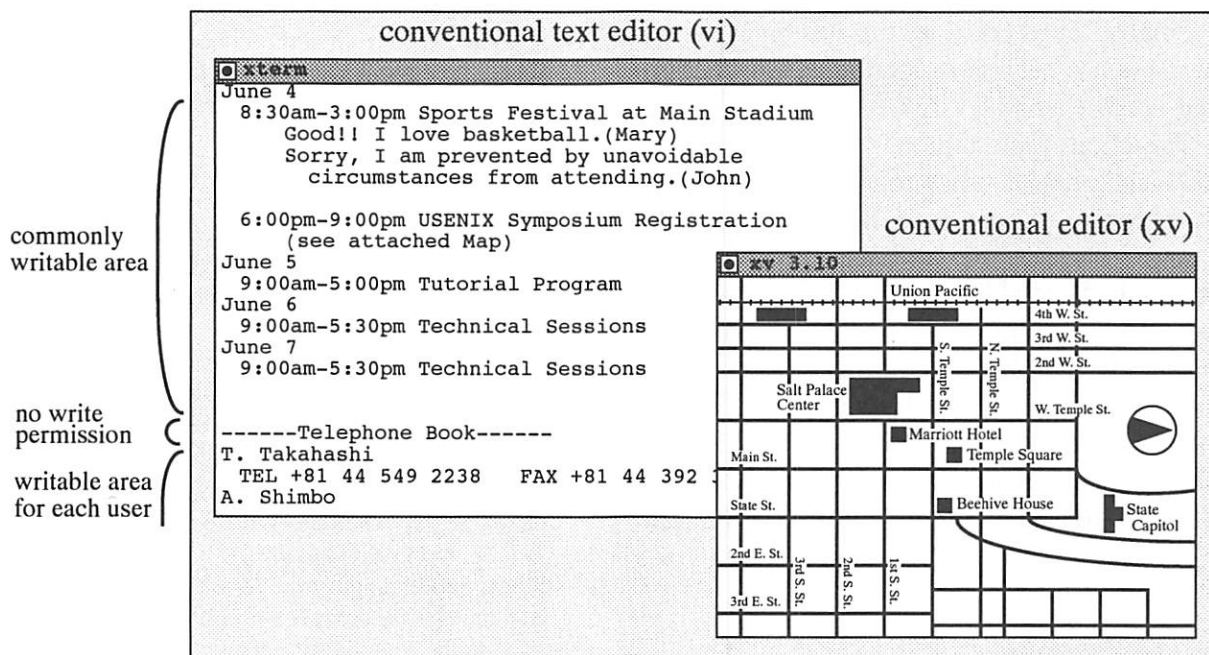 conventional text editor (vi)
xterm
June 4
8:30am-3:00pm Sports Festival at Main Stadium
Good!! I love basketball.(Mary)
Sorry, I am prevented by unavoidable
circumstances from attending.(John)
6:00pm-9:00pm USENIX Symposium Registration
(see attached Map)
June 5
9:00am-5:00pm Tutorial Program
June 6
9:00am-5:30pm Technical Sessions
June 7
9:00am-5:30pm Technical Sessions
------Telephone Book------
T. Takahashi
TEL +81 44 549 2238 FAX +81 44 392
A. Shimbo
commonly
writable area
no write
permission
writable area
for each user
conventional editor (xv)
xv 3.10
Union Pacific
4th W. St.
3rd W. St.
2nd W. St.
S. Temple St.
N. Temple St.
Salt Palace
Center
W. Temple St.
Marriott Hotel
Main St.
Temple Square
State St.
Beehive House
State
Capitol
2nd E. St.
3rd S. St.
2nd S. St.
1st S. St.
3rd E. St.